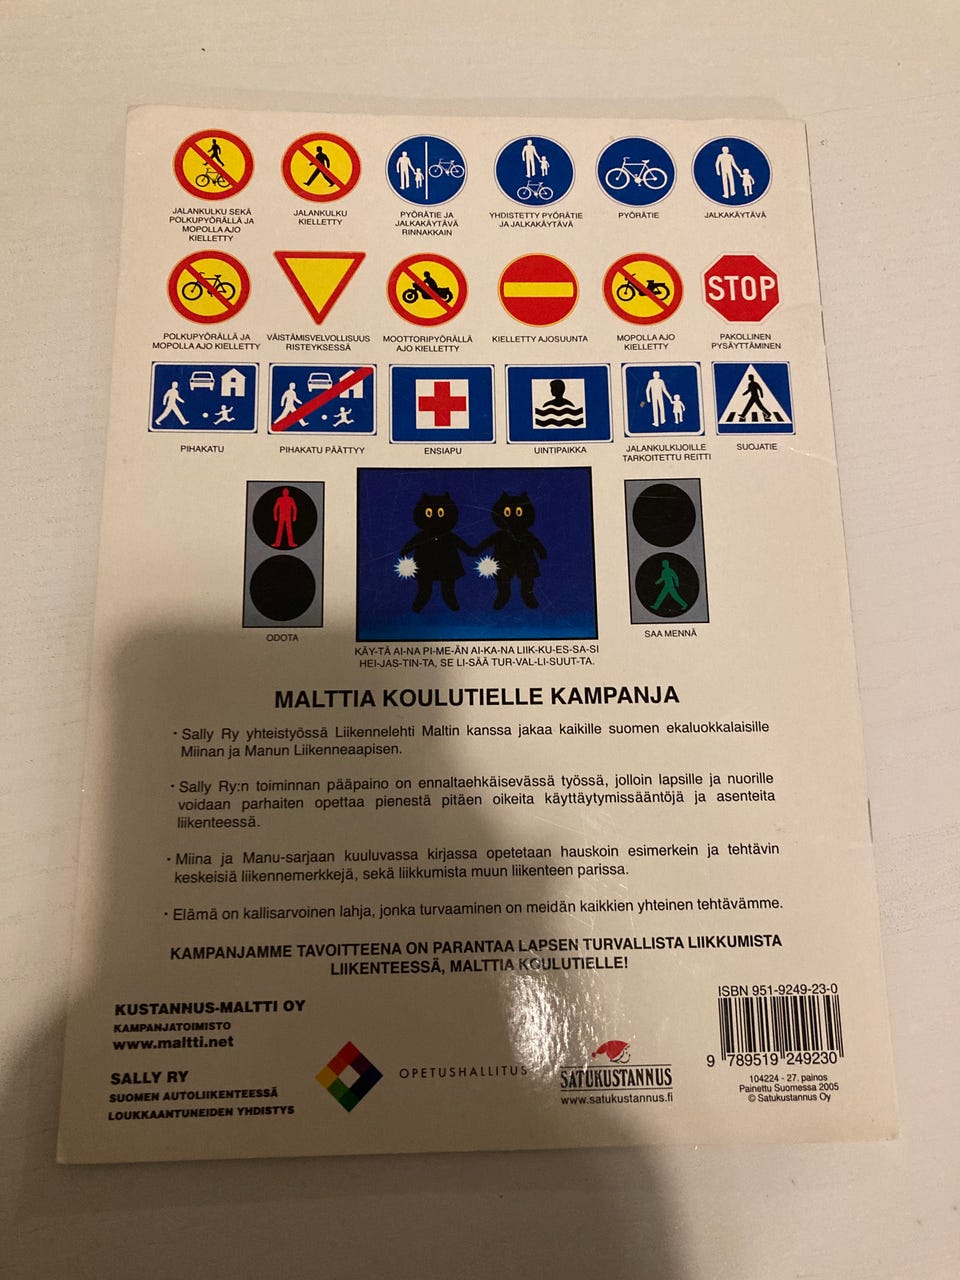 JALANKULKU SEKÄ
POLKUPYÖRÄLLÄ JA
MOPOLLA AJO
KIELLETTY
JALANKULKU
KIELLETTY
PYÖRÄTIE JA
JALKAKÄYTÄVÄ
RINNAKKAIN
YHDISTETTY PYÖRÄTIE
JA JALKAKÄYTÄVÄ
PYÖRÄTIE
JALKAKÄYTÄVÄ
STOP
POLKUPYÖRÄLLÄ JA
MOPOLLA AJO KIELLETTY
VÄISTÄMISVELVOLLISUUS
RISTEYKSESSÄ
MOOTTORIPYÖRÄLLÄ
AJO KIELLETTY
KIELLETTY AJOSUUNTA
MOPOLLA AJO
KIELLETTY
PAKOLLINEN
PYSÄYTTÄMINEN
PIHAKATU
PIHAKATU PÄÄTTYY
ENSIAPU
UINTIPAIKKA
JALANKULKIJOILLE
TARKOITETTU REITTI
SUOJATIE
ODOTA
KÄY-TÄ AI-NA PI-ME-ÄN AI-KA-NA LIIK-KU-ES-SA-SI
HEI-JAS-TIN-TA, SE LI-SÄÄ TUR-VAL-LI-SUUT-TA.
SAA MENNÄ
MALTTIA KOULUTIELLE KAMPANJA
· Sally Ry yhteistyössä Liikennelehti Maltin kanssa jakaa kaikille suomen ekaluokkalaisille
Miinan ja Manun Liikenneaapisen.
· Sally Ry:n toiminnan pääpaino on ennaltaehkäisevässä työssä, jolloin lapsille ja nuorille
voidaan parhaiten opettaa pienestä pitäen oikeita käyttäytymissääntöjä ja asenteita
liikenteessä.
· Miina ja Manu-sarjaan kuuluvassa kirjassa opetetaan hauskoin esimerkein ja tehtävin
keskeisiä liikennemerkkejä, sekä liikkumista muun liikenteen parissa.
· Elämä on kallisarvoinen lahja, jonka turvaaminen on meidän kaikkien yhteinen tehtävämme.
KAMPANJAMME TAVOITTEENA ON PARANTAA LAPSEN TURVALLISTA LIIKKUMISTA
LIIKENTEESSÄ, MALTTIA KOULUTIELLE!
KUSTANNUS-MALTTI OY
KAMPANJATOIMISTO
www.maltti.net
SALLY RY
SUOMEN AUTOLIIKENTEESSÄ
LOUKKAANTUNEIDEN YHDISTYS
OPETUSHALLITUS
SATUKUSTANNUS
www.satukustannus.fi
ISBN 951-9249-23-0
9 789519 249230
104224 - 27. painos
Painettu Suomessa 2005
© Satukustannus Oy